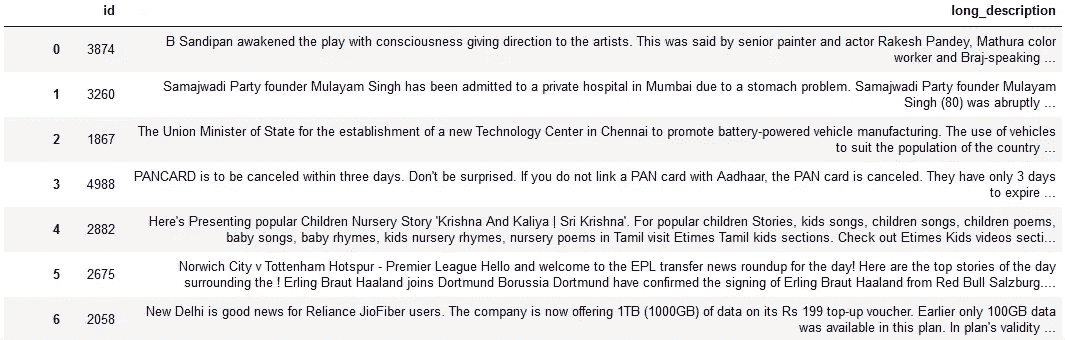 id long_description
0 3874 B Sandipan awakened the play with consciousness giving direction to the artists. This was said by senior painter and actor Rakesh Pandey, Mathura color
worker and Braj-speaking ...
1 3260 Samajwadi Party founder Mulayam Singh has been admitted to a private hospital in Mumbai due to a stomach problem. Samajwadi Party founder Mulayam
Singh (80) was abruptly ...
2 1867 The Union Minister of State for the establishment of a new Technology Center in Chennai to promote battery-powered vehicle manufacturing. The use of vehicles
to suit the population of the country ...
3 4988 PANCARD is to be canceled within three days. Don't be surprised. If you do not link a PAN card with Aadhaar, the PAN card is canceled. They have only 3 days
to expire ...
4 2882 Here's Presenting popular Children Nursery Story 'Krishna And Kaliya | Sri Krishna'. For popular children Stories, kids songs, children songs, children poems,
baby songs, baby rhymes, kids nursery rhymes, nursery poems in Tamil visit Etimes Tamil kids sections. Check out Etimes Kids videos secti...
5 2675 Norwich City v Tottenham Hotspur - Premier League Hello and welcome to the EPL transfer news roundup for the day! Here are the top stories of the day
surrounding the ! Erling Braut Haaland joins Dortmund Borussia Dortmund have confirmed the signing of Erling Braut Haaland from Red Bull Salzburg....
6 2058 New Delhi is good news for Reliance JioFiber users. The company is now offering 1TB (1000GB) of data on its Rs 199 top-up voucher. Earlier only 100GB data
was available in this plan. In plan's validity ...